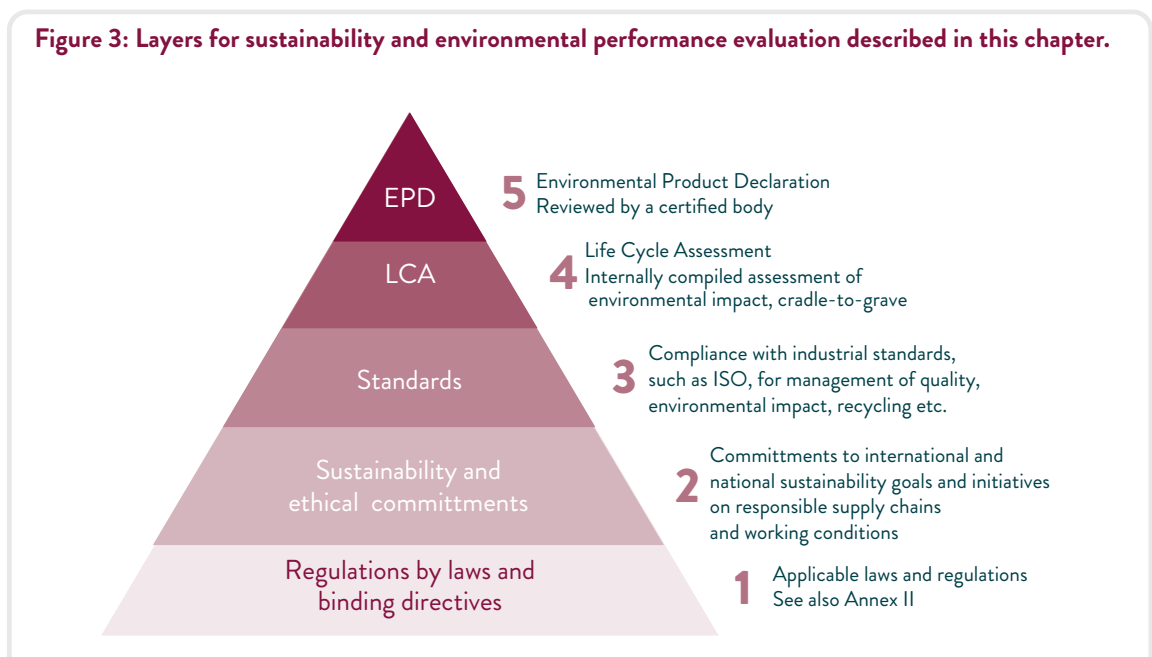 Figure 3: Layers for sustainability and environmental performance evaluation described in this chapter.
EPD
5
Environmental Product Declaration
Reviewed by a certified body
LCA
4
Life Cycle Assessment
Internally compiled assessment of
environmental impact, cradle-to-grave
Standards
3
Compliance with industrial standards,
such as ISO, for management of quality,
environmental impact, recycling etc.
Sustainability and
ethical committments
2
Committments to international and
national sustainability goals and initiatives
on responsible supply chains
and working conditions
Regulations by laws and
binding directives
1
Applicable laws and regulations
See also Annex II